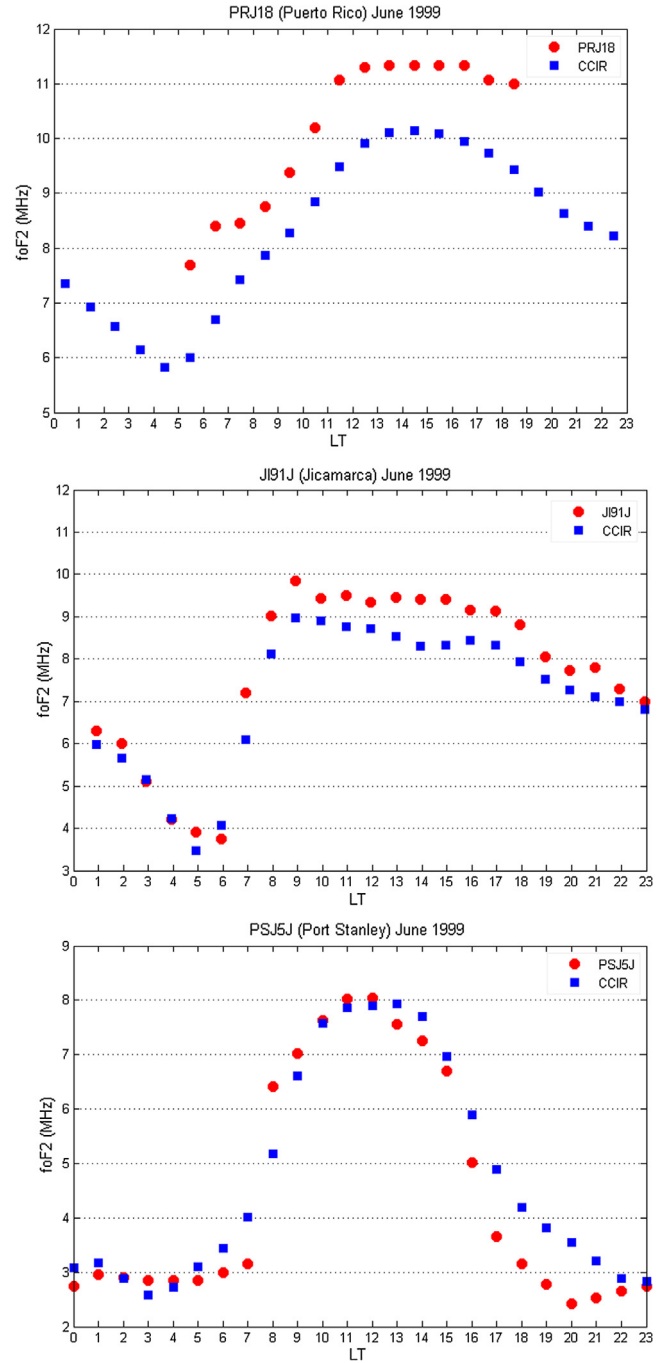 PRJ18 (Puerto Rico) June 1999
12
PRJ18
CCIR
11
10
9
foF2 (MHz)
8
7
6
5
0 1 2 3 4 5 6 7 8 9 10 11 12 13 14 15 16 17 18 19 20 21 22 23
LT
JI91J (Jicamarca) June 1999
12
JI91J
CCIR
11
10
9
8
foF2 (MHz)
7
6
5
4
3
1 2 3 4 5 6 7 8 9 10 11 12 13 14 15 16 17 18 19 20 21 22 23
LT
PSJ5J (Port Stanley) June 1999
9
PSJ5J
CCIR
8
7
6
foF2 (MHz)
5
4
3
2
0 1 2 3 4 5 6 7 8 9 10 11 12 13 14 15 16 17 18 19 20 21 22 23
LT